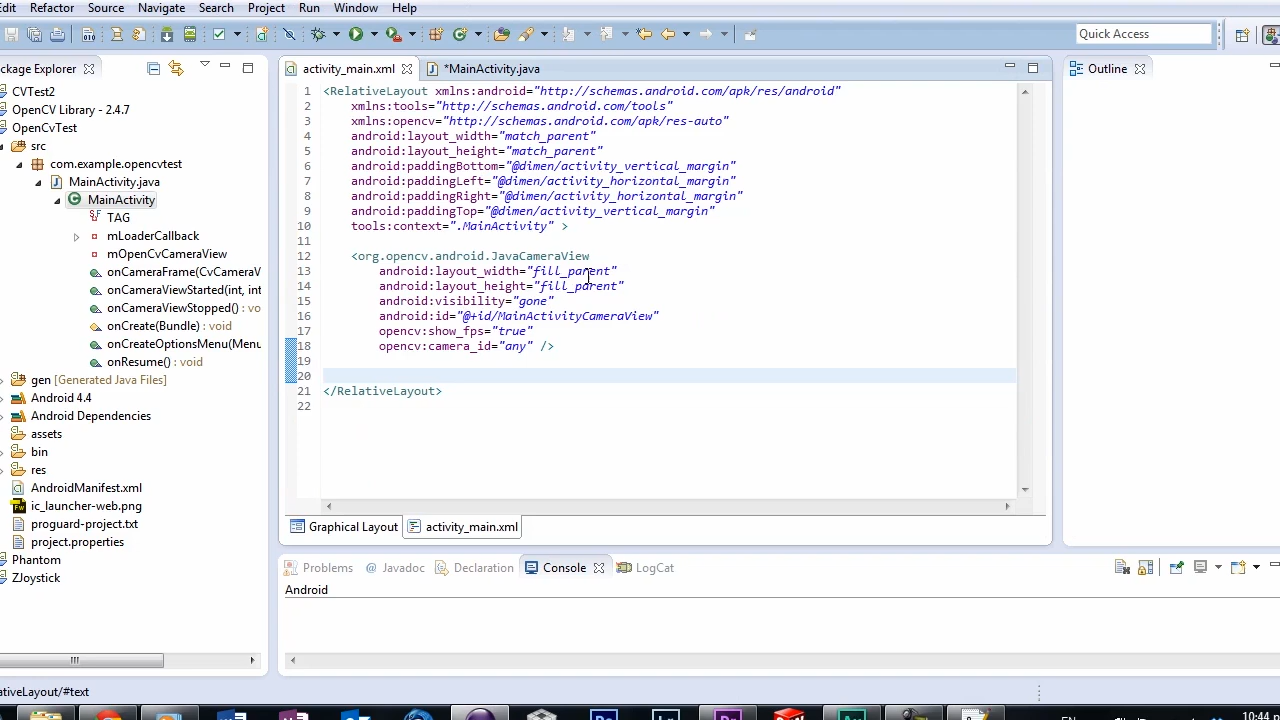 dit Refactor Source Navigate Search Project Run Window Help
Quick Access
ckage Explorer
activity_main.xml
*MainActivity.java
Outline
CVTest2
OpenCV Library - 2.4.7
OpenCvTest
src
com.example.opencvtest
MainActivity.java
MainActivity
TAG
mLoaderCallback
mOpenCvCameraView
onCameraFrame(CvCameraV
onCameraViewStarted(int, int
onCameraViewStopped() : vo
onCreate(Bundle) : void
onCreateOptionsMenu(Menu
onResume() : void
gen [Generated Java Files]
Android 4.4
Android Dependencies
assets
bin
res
AndroidManifest.xml
ic_launcher-web.png
proguard-project.txt
project.properties
Phantom
ZJoystick
1 <RelativeLayout xmlns:android="http://schemas.android.com/apk/res/android"
2 xmlns:tools="http://schemas.android.com/tools"
3 xmlns:opencv="http://schemas.android.com/apk/res-auto"
4 android:layout_width="match_parent"
5 android:layout_height="match_parent"
6 android:paddingBottom="@dimen/activity_vertical_margin"
7 android:paddingLeft="@dimen/activity_horizontal_margin"
8 android:paddingRight="@dimen/activity_horizontal_margin"
9 android:paddingTop="@dimen/activity_vertical_margin"
10 tools:context=".MainActivity" >
11
12 <org.opencv.android.JavaCameraView
13 android:layout_width="fill_parent"
14 android:layout_height="fill_parent"
15 android:visibility="gone"
16 android:id="@+id/MainActivityCameraView"
17 opencv:show_fps="true"
18 opencv:camera_id="any" />
19
20
21 </RelativeLayout>
22
Graphical Layout
activity_main.xml
Problems @ Javadoc Declaration Console LogCat
Android
lativeLayout/#text
10:44